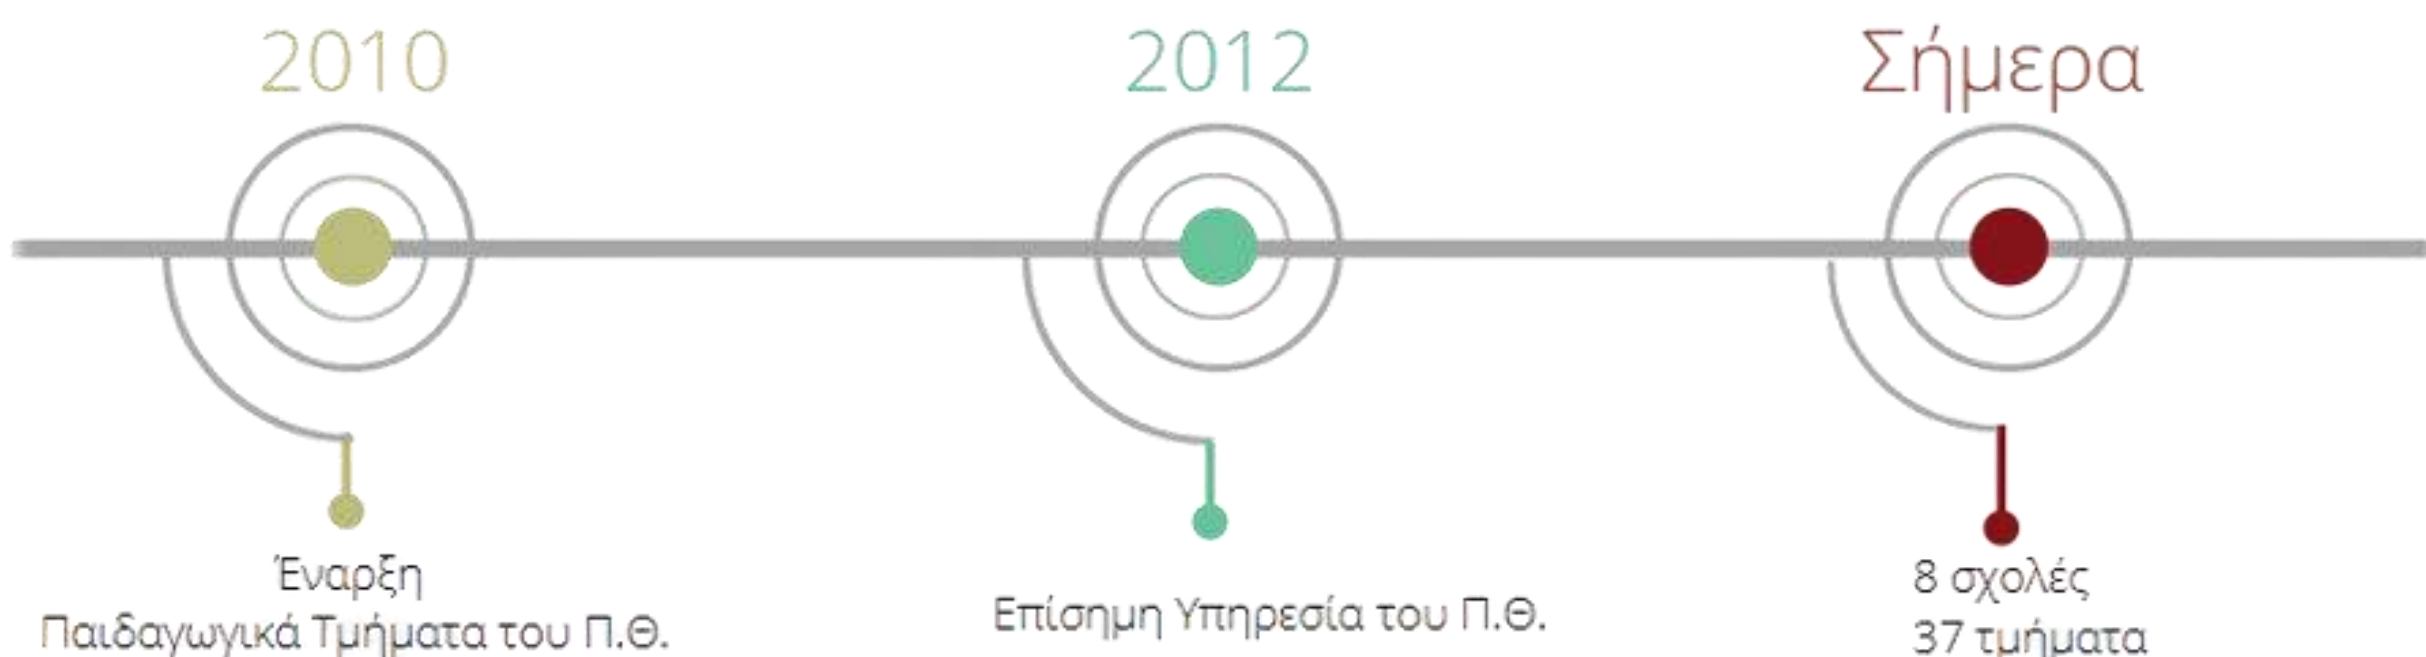 2010
2012
Σήμερα
Έναρξη
Παιδαγωγικά Τμήματα του Π.Θ.
Επίσημη Υπηρεσία του Π.Θ.
8 σχολές
37 τμήματα